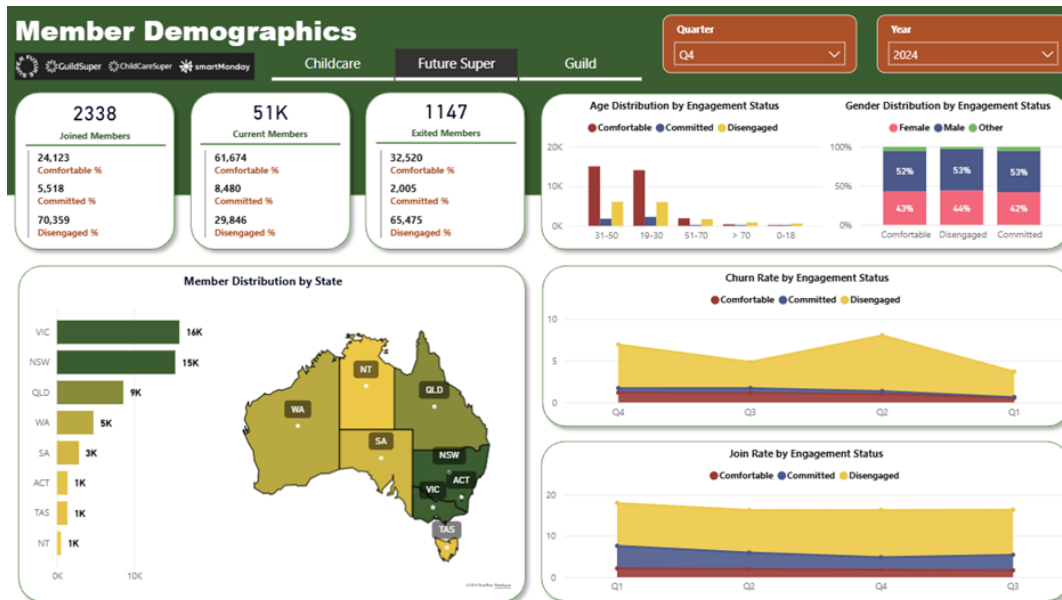 Member Demographics
GuildSuper ChildCareSuper smartMonday
Childcare
Future Super
Guild
Quarter
Q4
Year
2024
2338
Joined Members
24,123
Comfortable %
5,518
Committed %
70,359
Disengaged %
51K
Current Members
61,674
Comfortable %
8,480
Committed %
29,846
Disengaged %
1147
Exited Members
32,520
Comfortable %
2,005
Committed %
65,475
Disengaged %
Age Distribution by Engagement Status
Comfortable Committed Disengaged
20K
10K
0K
31-50 19-30 51-70 > 70 0-18
Gender Distribution by Engagement Status
Female Male Other
100%
50%
0%
52% 53% 53%
43% 44% 42%
Comfortable Disengaged Committed
Member Distribution by State
VIC 16K
NSW 15K
QLD 9K
WA 5K
SA 3K
ACT 1K
TAS 1K
NT 1K
0K 10K
NT
QLD
WA
SA
NSW
ACT
VIC
TAS
Churn Rate by Engagement Status
Comfortable Committed Disengaged
10
5
0
Q4 Q3 Q2 Q1
Join Rate by Engagement Status
Comfortable Committed Disengaged
20
10
0
Q1 Q2 Q4 Q3